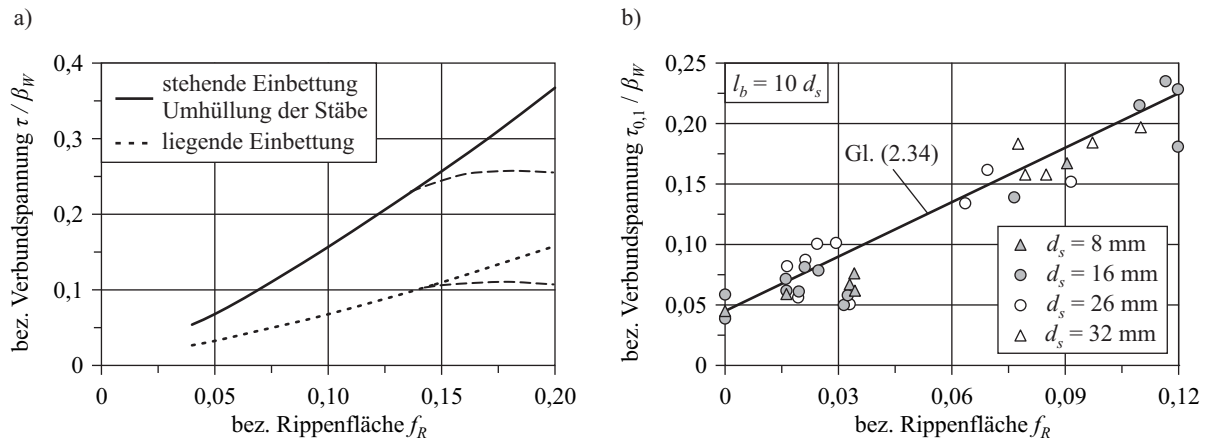 a)
bez. Verbundspannung τ / β_W
0,4
0,3
0,2
0,1
0
stehende Einbettung
Umhüllung der Stäbe
liegende Einbettung
0
0,05
0,10
0,15
0,20
bez. Rippenfläche f_R
b)
bez. Verbundspannung τ_0,1 / β_W
0,25
0,20
0,15
0,10
0,05
0
l_b = 10 d_s
Gl. (2.34)
d_s = 8 mm
d_s = 16 mm
d_s = 26 mm
d_s = 32 mm
0
0,03
0,06
0,09
0,12
bez. Rippenfläche f_R